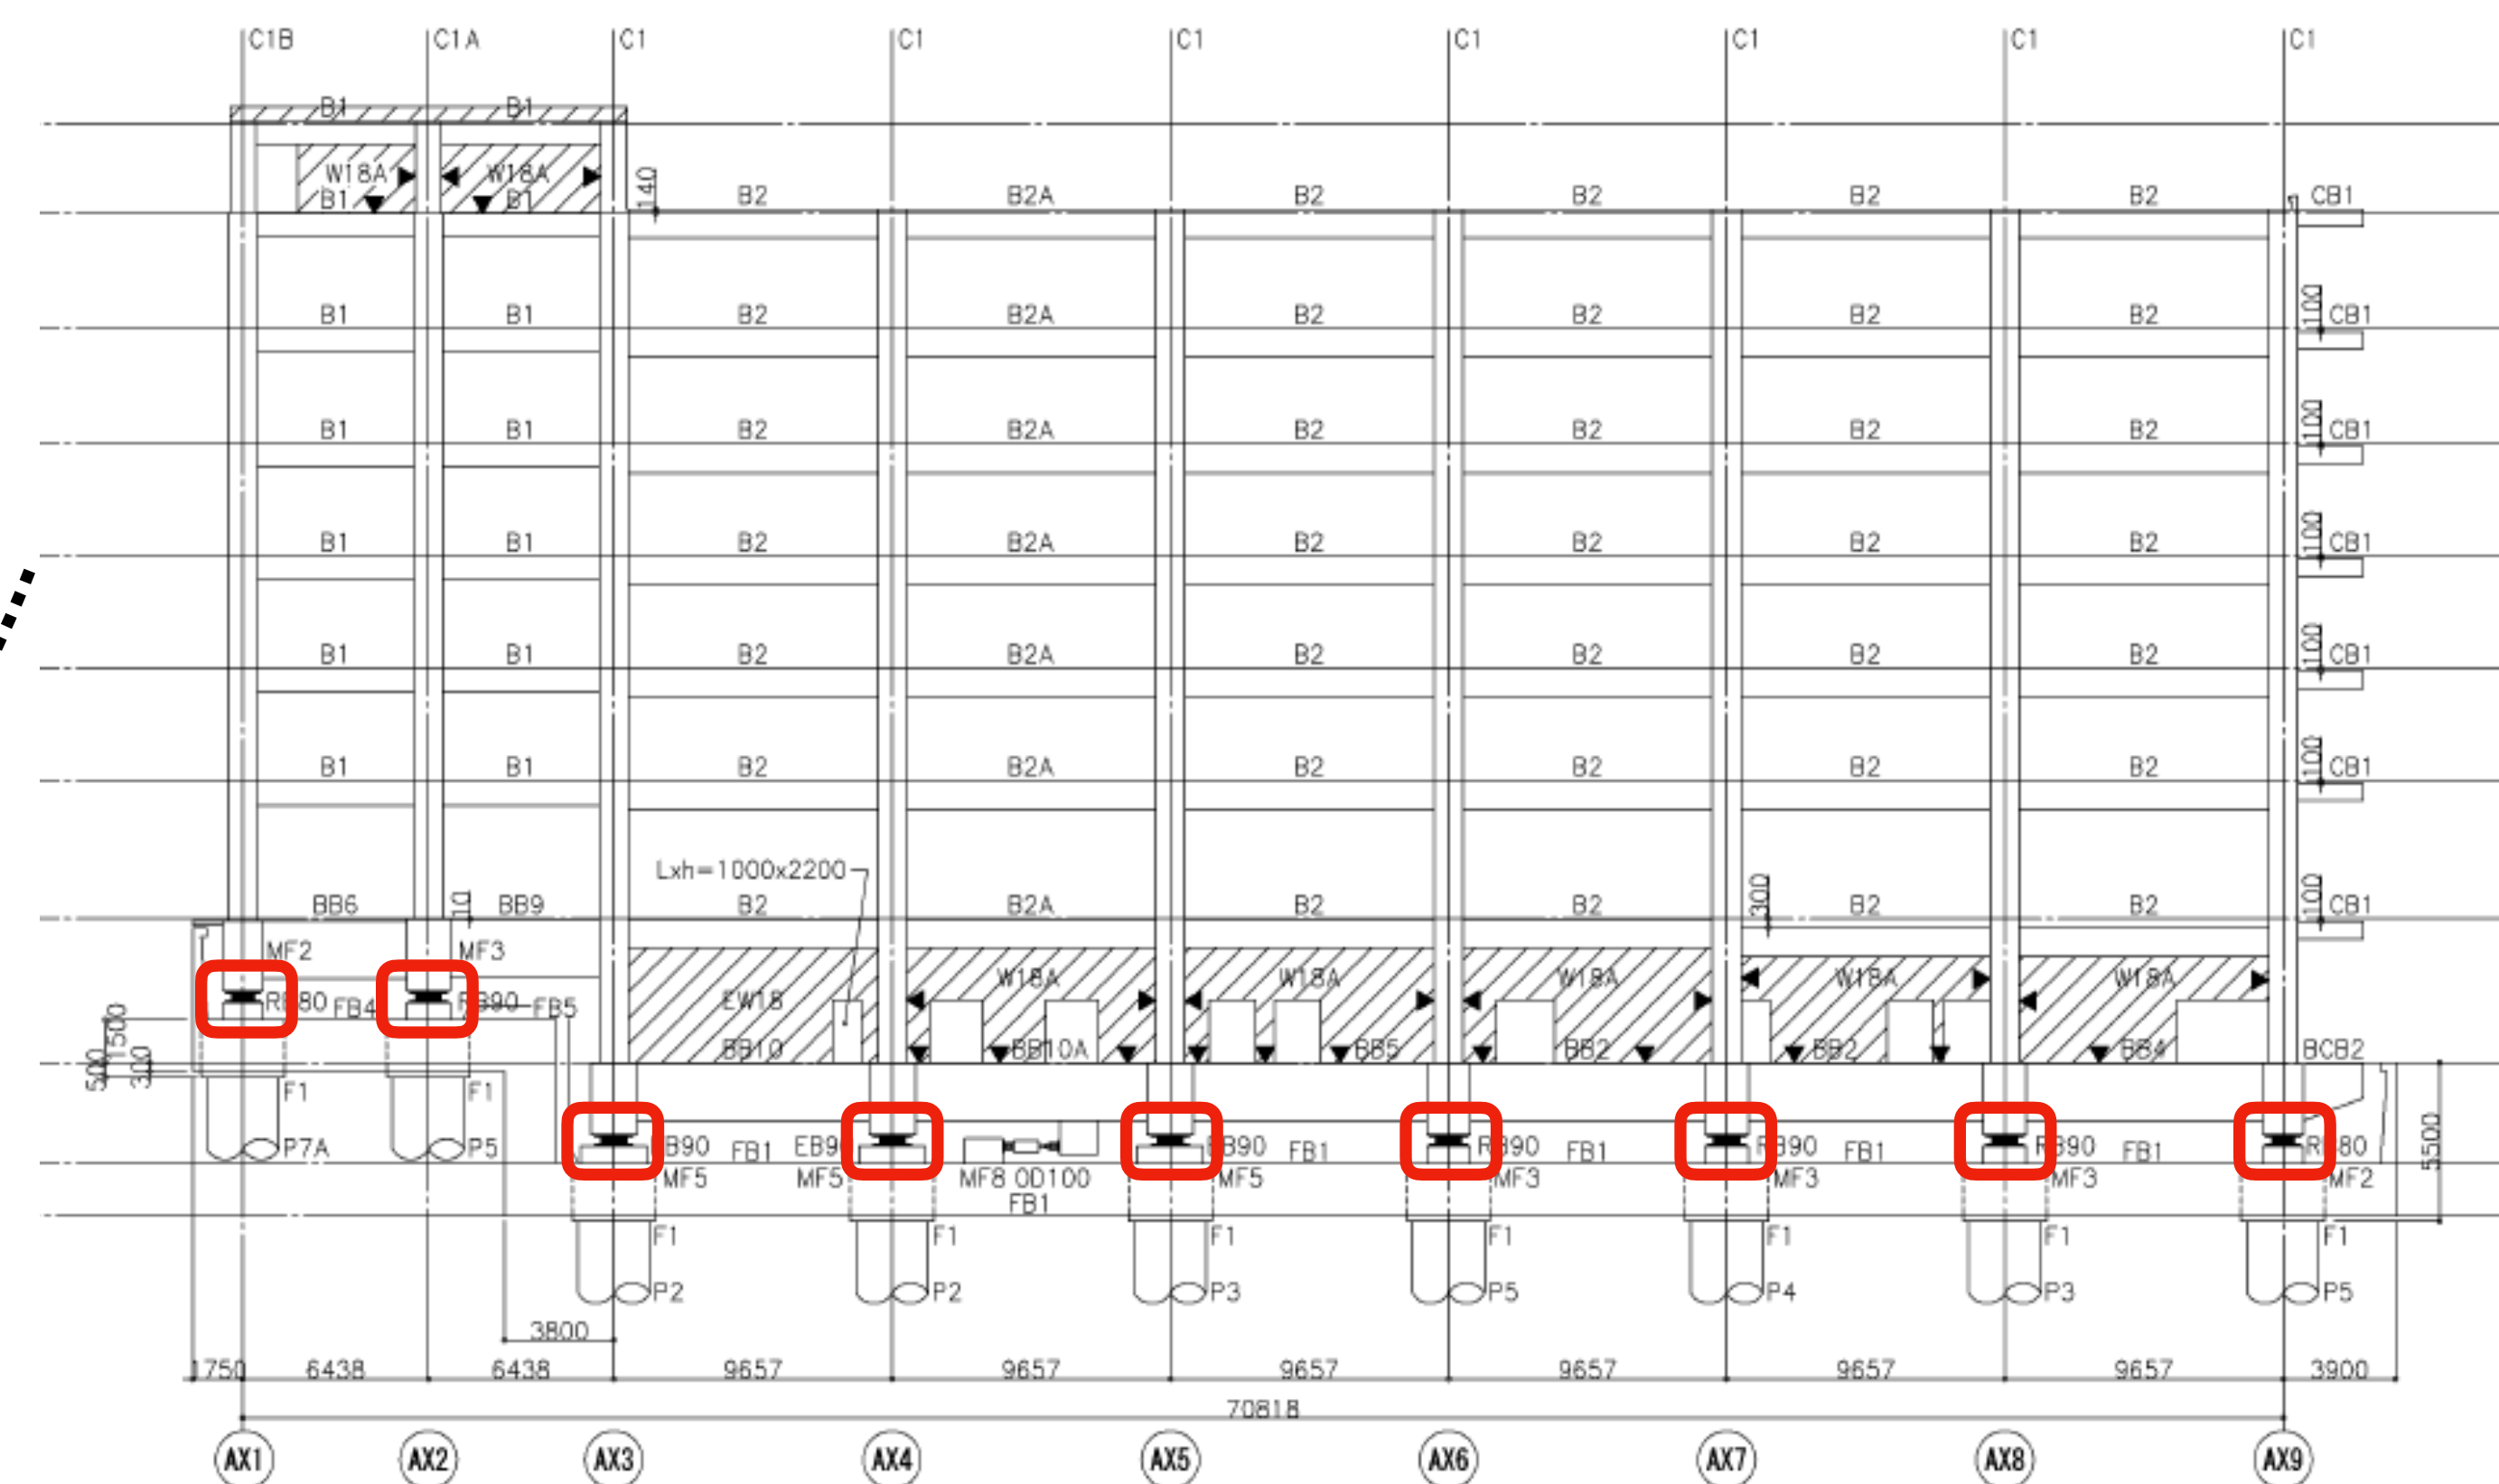 C1B C1A C1 C1 C1 C1 C1 C1 C1
B1 B1
W18A W18A
140
B1 B1 B2 B2A B2 B2 B2 B2 CB1
B1 B1 B2 B2A B2 B2 B2 B2 100 CB1
B1 B1 B2 B2A B2 B2 B2 B2 100 CB1
B1 B1 B2 B2A B2 B2 B2 B2 100 CB1
B1 B1 B2 B2A B2 B2 B2 B2 100 CB1
B1 B1 B2 B2A B2 B2 B2 B2 100 CB1
Lxh=1000x2200
BB6 10 BB9 B2 B2A B2 B2 300 B2 B2 100 CB1
MF2 MF3
W18A W18A W18A W18A W18A
FB4 FB5 EW18
1500
BB10 BB10A BB5 BB2 BB2 BB4 BCB2
500 300
F1 F1
P7A P5 FB1 FB1 FB1 FB1 FB1 5500
MF5 MF5 MF8 OD100 MF5 MF3 MF3 MF3 MF2
FB1
F1 F1 F1 F1 F1 F1 F1
P2 P2 P3 P5 P4 P3 P5
3800
1750 6438 6438 9657 9657 9657 9657 9657 9657 3900
70818
AX1 AX2 AX3 AX4 AX5 AX6 AX7 AX8 AX9